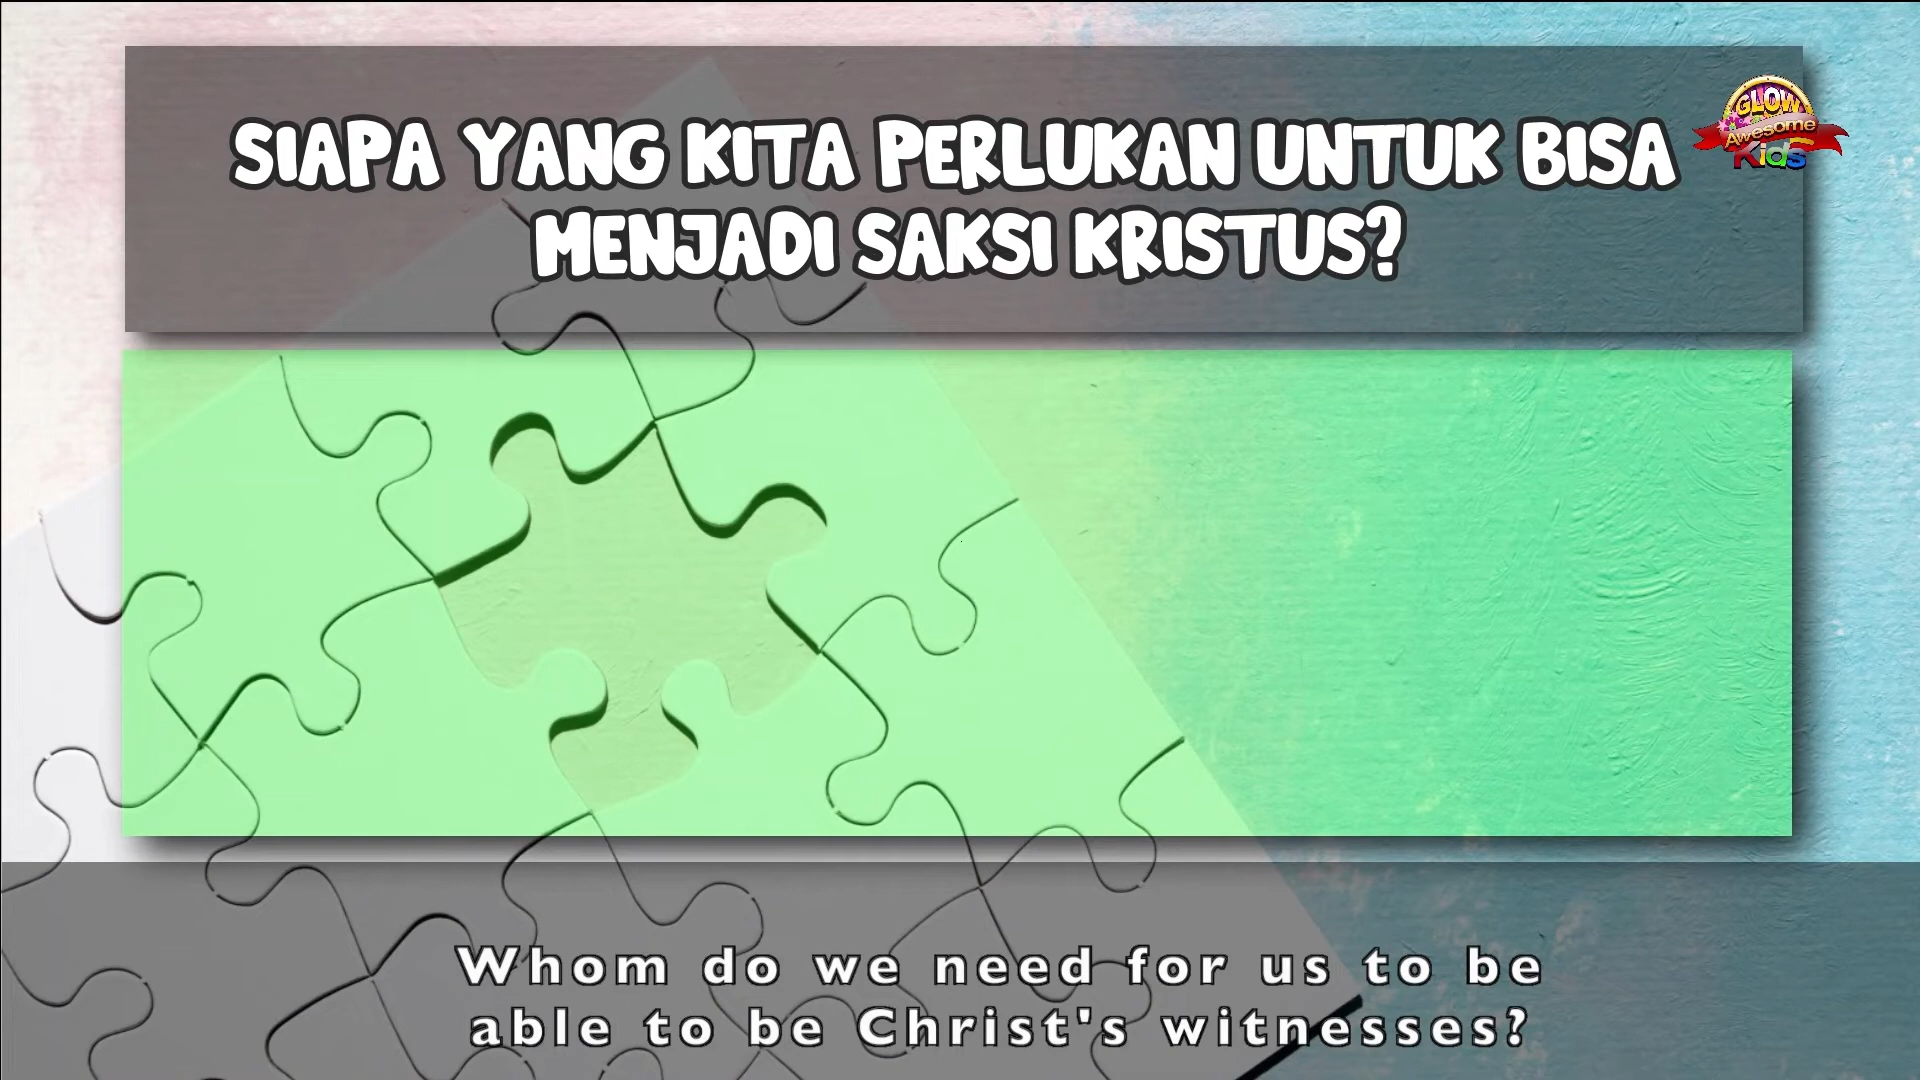 SIAPA YANG KITA PERLUKAN UNTUK BISA
MENJADI SAKSI KRISTUS?
GLOW
Awesome
Kids
Whom do we need for us to be
able to be Christ's witnesses?